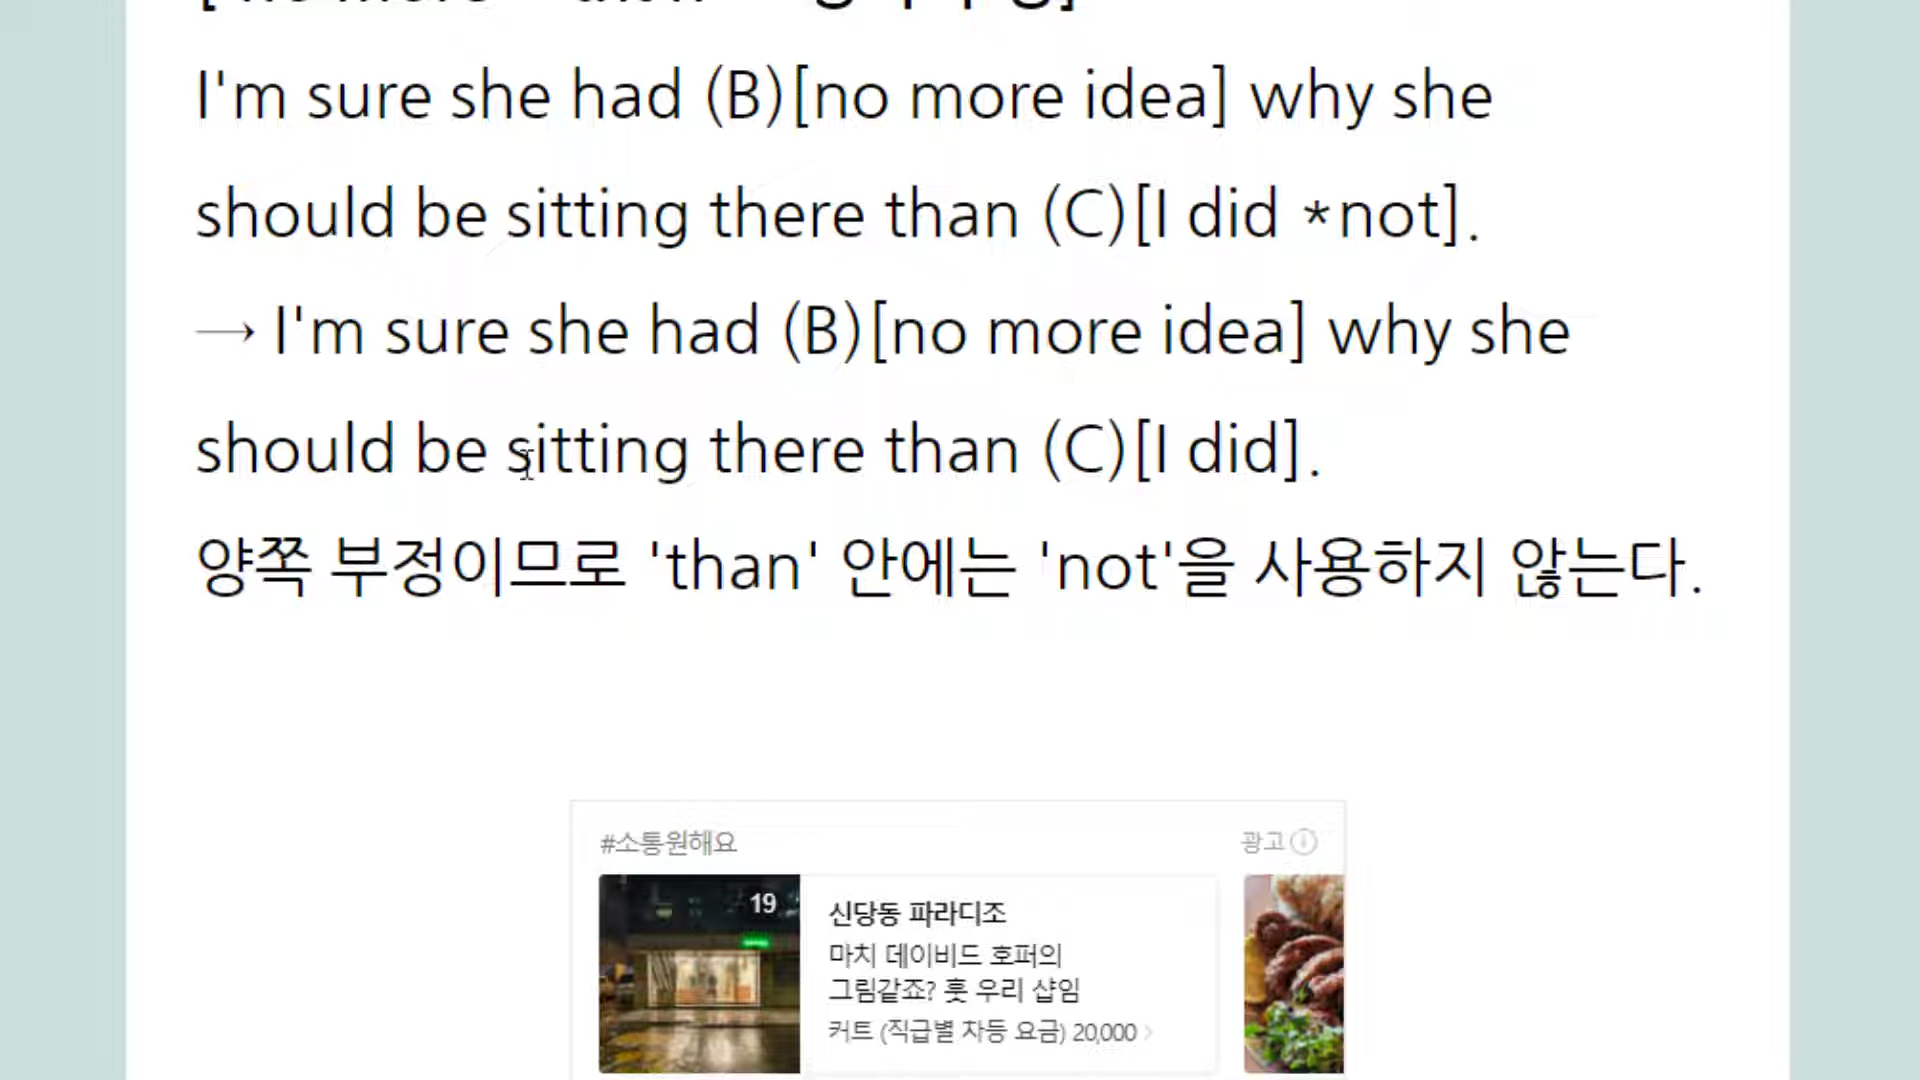 I'm sure she had (B)[no more idea] why she
should be sitting there than (C)[I did *not].
→ I'm sure she had (B)[no more idea] why she
should be sitting there than (C)[I did].
양쪽 부정이므로 'than' 안에는 'not'을 사용하지 않는다.
#소통원해요
광고
19
신당동 파라디조
마치 데이비드 호퍼의
그림같죠? 훗 우리 샵임
커트 (직급별 차등 요금) 20,000